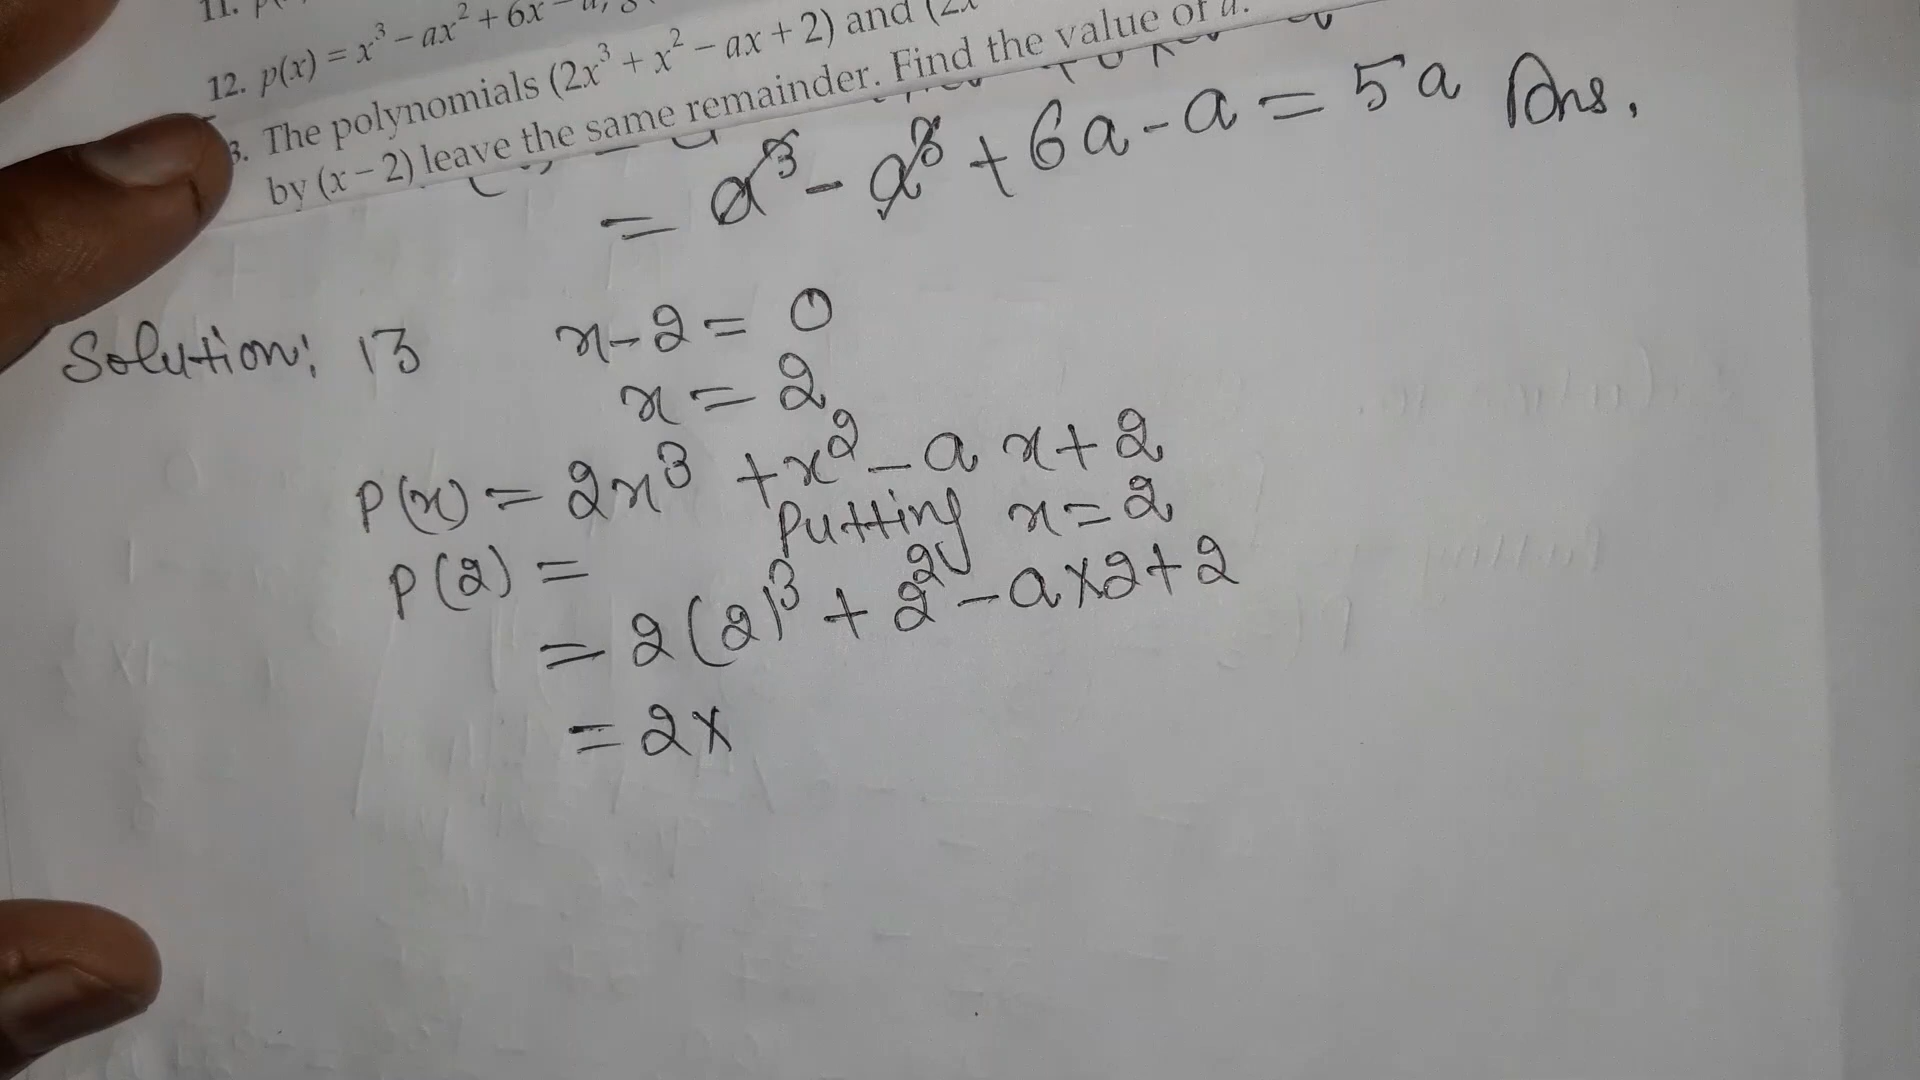 11.
12. p(x) = x³ – ax² + 6x – a,
3. The polynomials (2x³ + x² – ax + 2) and (2x
by (x – 2) leave the same remainder. Find the value of a.
= a³ - a³ + 6a - a = 5a Ans.
Solution: 13 x-2 = 0
x = 2
P(x) = 2x³ + x² - a x + 2
Putting x = 2
P(2) =
= 2(2)³ + 2² - a×2 + 2
= 2×